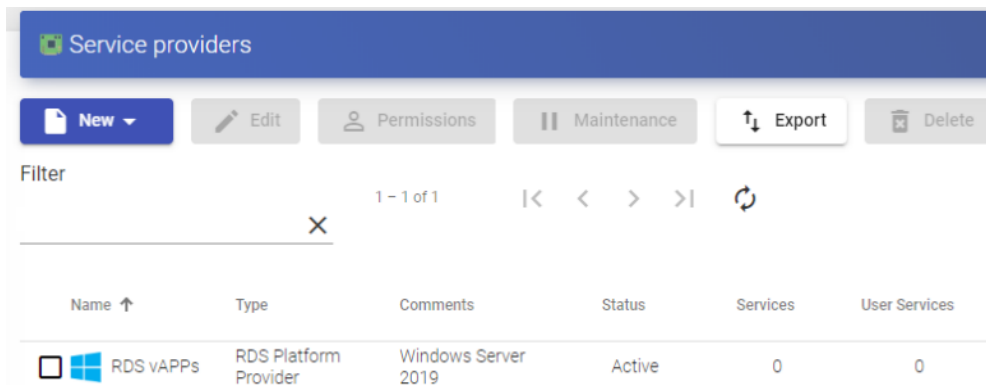 Service providers
New Edit Permissions Maintenance Export Delete
Filter
1 – 1 of 1
Name Type Comments Status Services User Services
RDS vAPPs RDS Platform Provider Windows Server 2019 Active 0 0